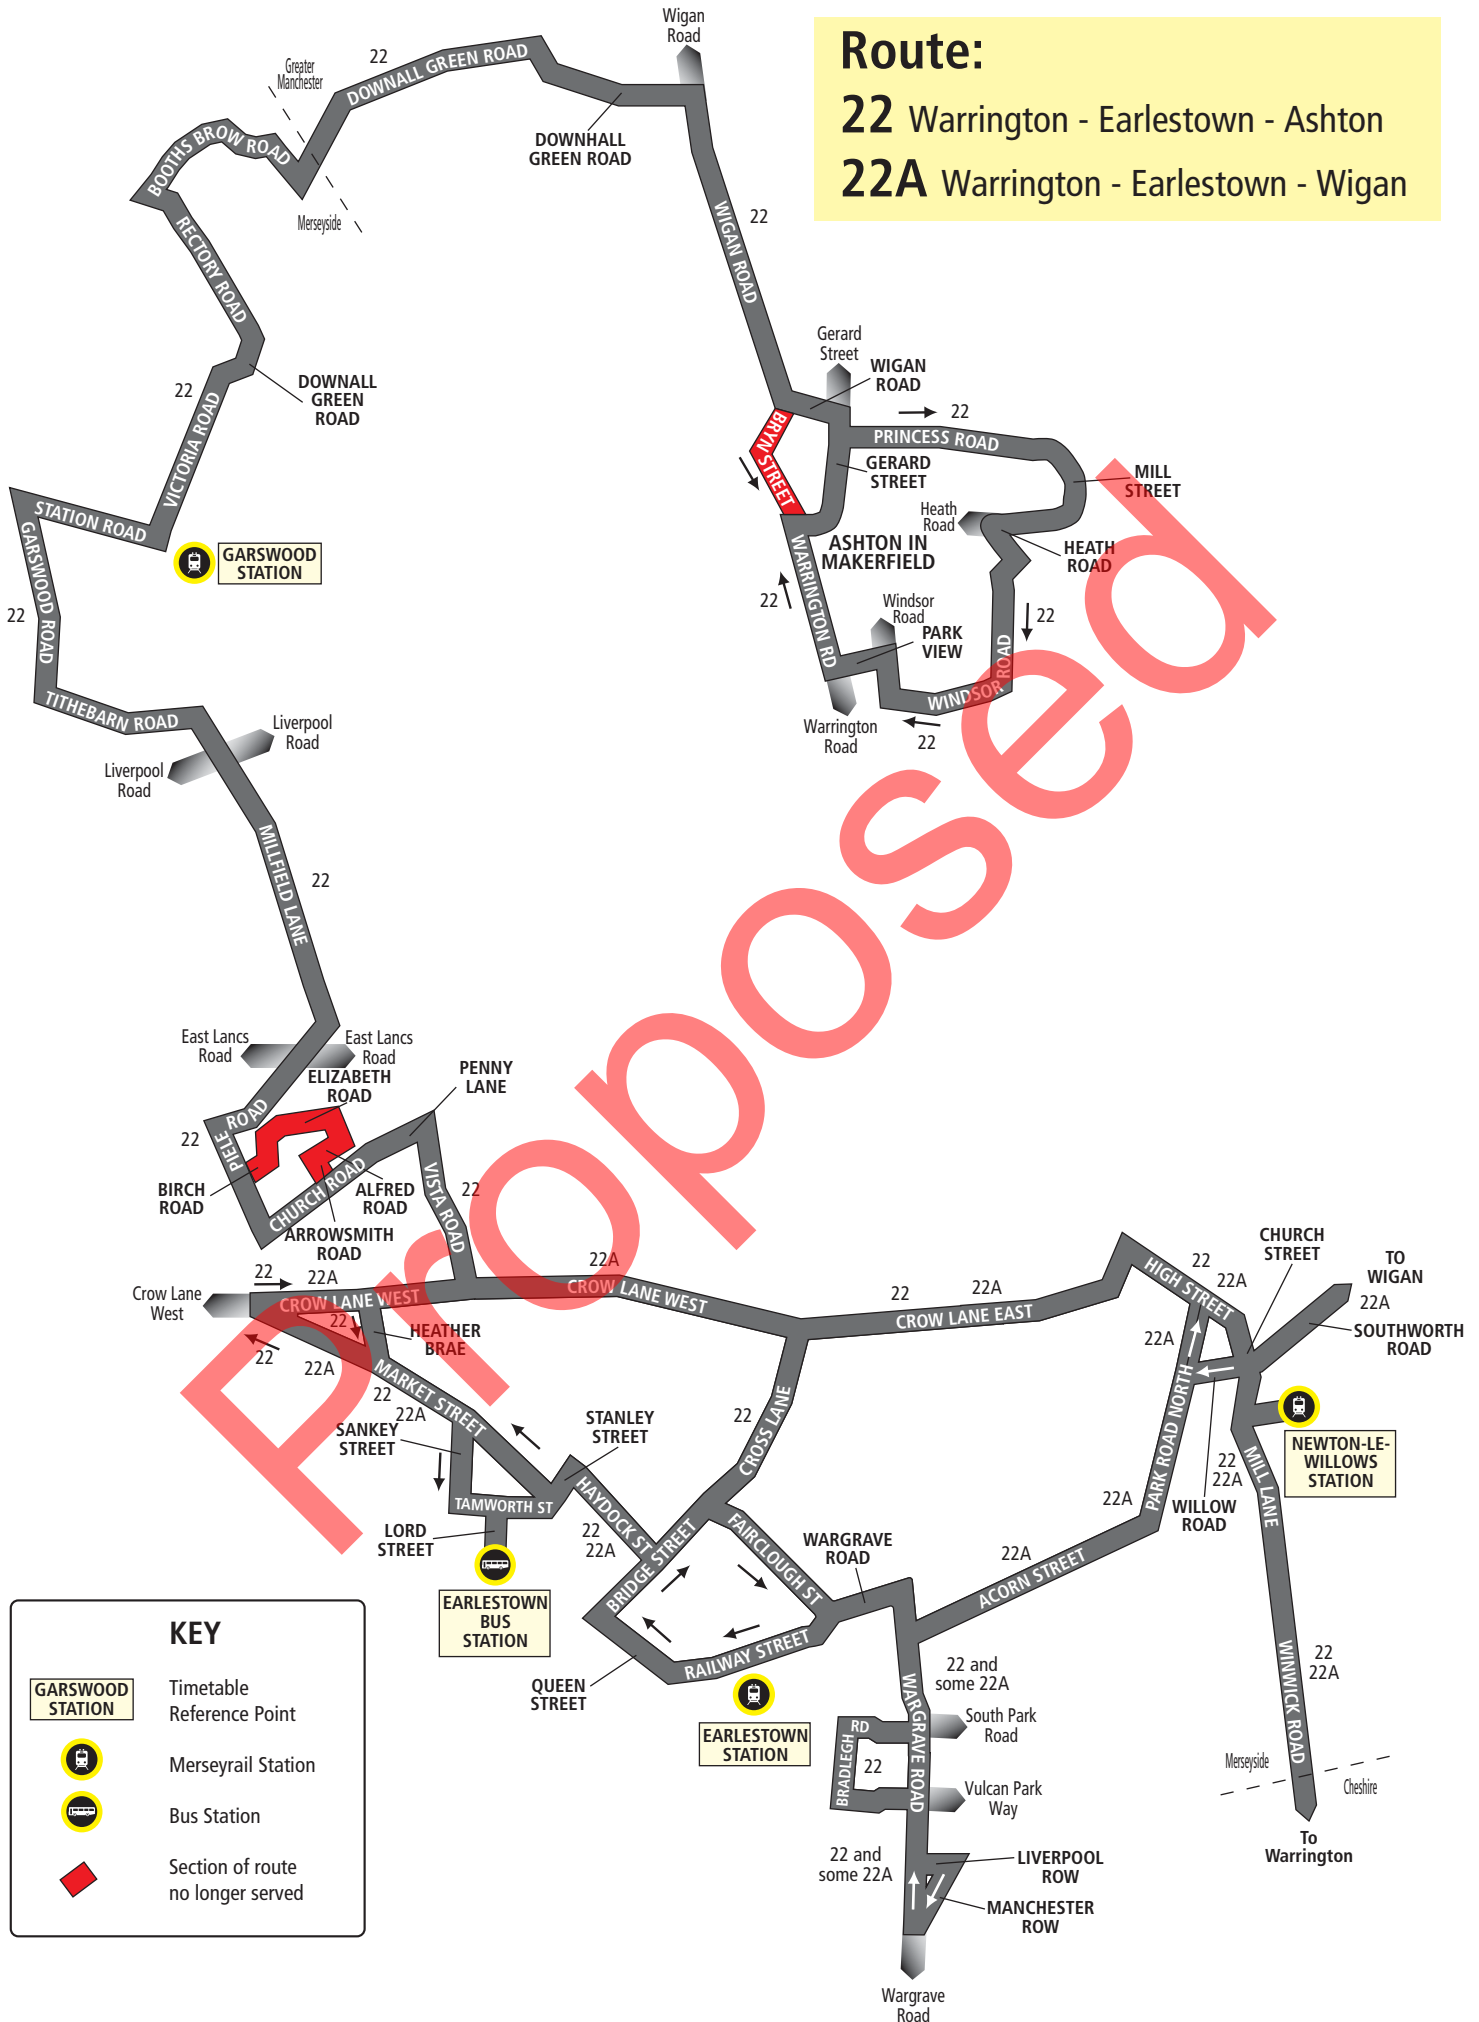 Route:
22 Warrington - Earlestown - Ashton
22A Warrington - Earlestown - Wigan
Wigan
Road
22
DOWNALL GREEN ROAD
Greater
Manchester
Merseyside
DOWNHALL
GREEN ROAD
BOOTHS BROW ROAD
RECTORY ROAD
WIGAN ROAD
22
DOWNALL
GREEN
ROAD
22
VICTORIA ROAD
STATION ROAD
GARSWOOD
STATION
GARSWOOD ROAD
22
TITHEBARN ROAD
Liverpool
Road
Liverpool
Road
MILLFIELD LANE
22
Gerard
Street
WIGAN
ROAD
BRYN STREET
22
PRINCESS ROAD
GERARD
STREET
MILL
STREET
Heath
Road
HEATH
ROAD
ASHTON IN
MAKERFIELD
WARRINGTON RD
22
Windsor
Road
PARK
VIEW
22
WINDSOR ROAD
22
Warrington
Road
Proposed
East Lancs
Road
East Lancs
Road
ELIZABETH
ROAD
PENNY
LANE
22
PIELE ROAD
BIRCH
ROAD
CHURCH ROAD
ALFRED
ROAD
ARROWSMITH
ROAD
VISTA ROAD
22
Crow Lane
West
22
22A
CROW LANE WEST
22A
CROW LANE WEST
22
22
22A
HEATHER
BRAE
MARKET STREET
22
22A
SANKEY
STREET
STANLEY
STREET
TAMWORTH ST
LORD
STREET
HAYDOCK ST
22
22A
EARLESTOWN
BUS
STATION
22
CROSS LANE
22
22A
CROW LANE EAST
HIGH STREET
22
22A
CHURCH
STREET
TO
WIGAN
22A
SOUTHWORTH
ROAD
22A
PARK ROAD NORTH
NEWTON-LE-
WILLOWS
STATION
22
22A
WILLOW
ROAD
MILL LANE
22A
BRIDGE STREET
FAIRCLOUGH ST
WARGRAVE
ROAD
22A
ACORN STREET
RAILWAY STREET
QUEEN
STREET
EARLESTOWN
STATION
22 and
some 22A
WARGRAVE ROAD
South Park
Road
BRADLEGH RD
22
Vulcan Park
Way
22 and
some 22A
LIVERPOOL
ROW
MANCHESTER
ROW
Wargrave
Road
WINWICK ROAD
22
22A
Merseyside
Cheshire
To
Warrington
KEY
GARSWOOD
STATION
Timetable
Reference Point
Merseyrail Station
Bus Station
Section of route
no longer served